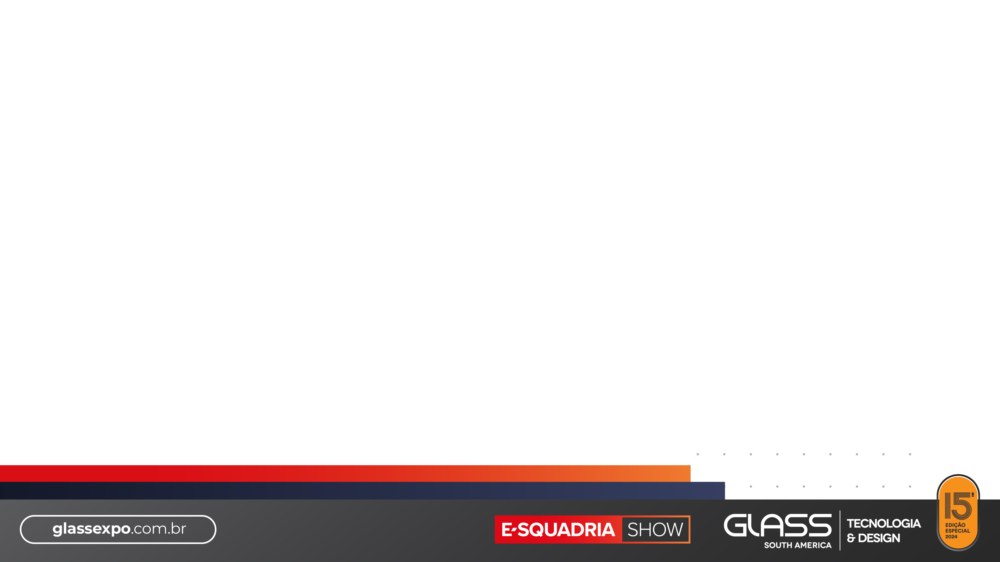 glassexpo.com.br
E-SQUADRIA SHOW
GLASS
SOUTH AMERICA
TECNOLOGIA
& DESIGN
15ª
EDIÇÃO
ESPECIAL
2024